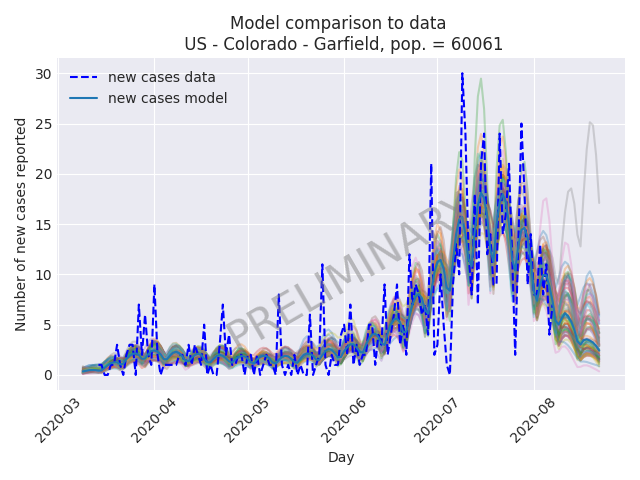 Model comparison to data
US - Colorado - Garfield, pop. = 60061
new cases data
new cases model
Number of new cases reported
30
25
20
15
10
5
0
PRELIMINARY
2020-03
2020-04
2020-05
2020-06
2020-07
2020-08
Day